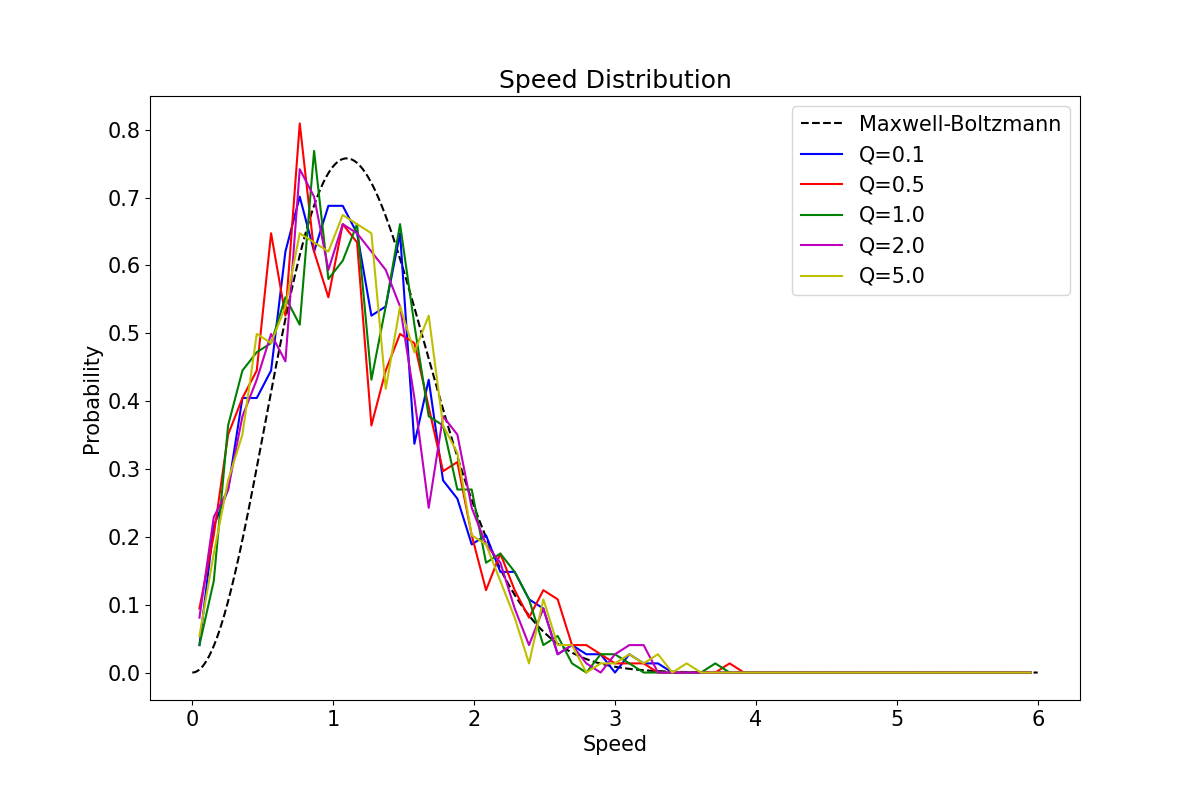 Speed Distribution
Maxwell-Boltzmann
Q=0.1
Q=0.5
Q=1.0
Q=2.0
Q=5.0
0.8
0.7
0.6
0.5
0.4
0.3
0.2
0.1
0.0
Probability
0 1 2 3 4 5 6
Speed